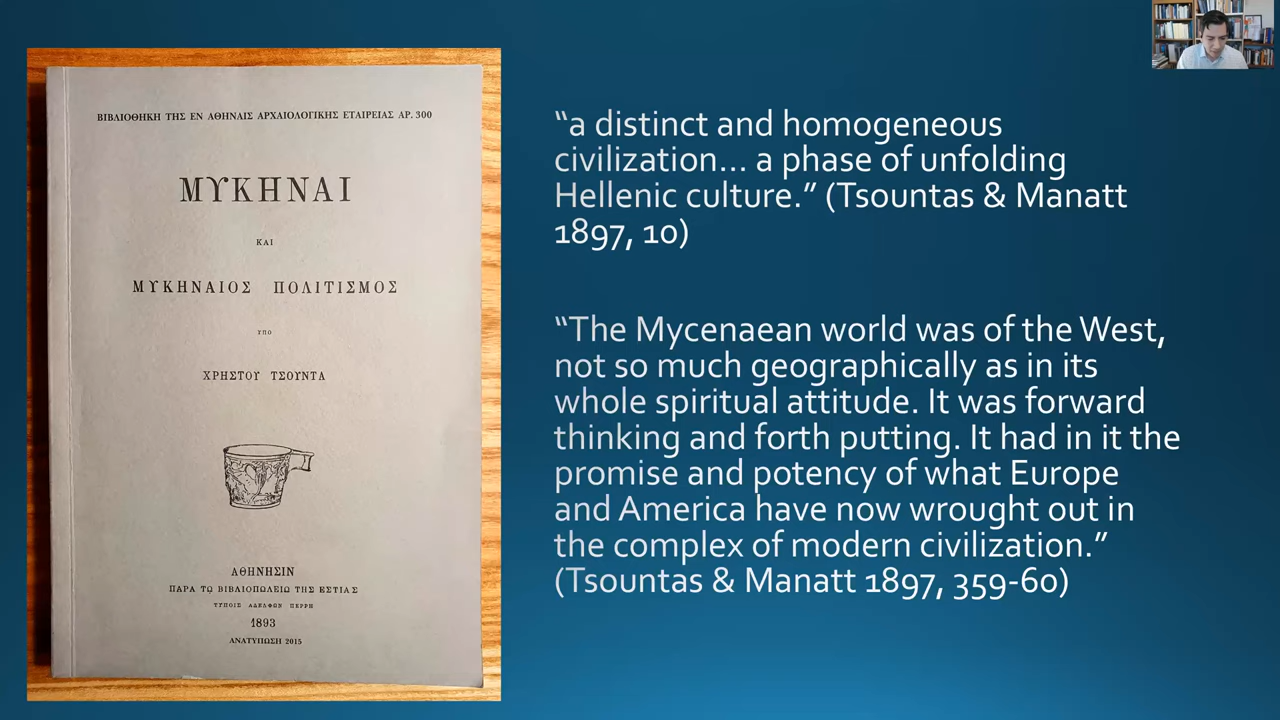 ΒΙΒΛΙΟΘΗΚΗ ΤΗΣ ΕΝ ΑΘΗΝΑΙΣ ΑΡΧΑΙΟΛΟΓΙΚΗΣ ΕΤΑΙΡΕΙΑΣ ΑΡ. 300
ΜΥΚΗΝΑΙ
ΚΑΙ
ΜΥΚΗΝΑΙΟΣ ΠΟΛΙΤΙΣΜΟΣ
ΥΠΟ
ΧΡΗΣΤΟΥ ΤΣΟΥΝΤΑ
ΑΘΗΝΗΣΙΝ
ΠΑΡΑ ΤΩ ΒΙΒΛΙΟΠΩΛΕΙΩ ΤΗΣ ΕΣΤΙΑΣ
ΤΥΠΟΙΣ ΑΔΕΛΦΩΝ ΠΕΡΡΗ
1893
ΑΝΑΤΥΠΩΣΗ 2015
“a distinct and homogeneous
civilization... a phase of unfolding
Hellenic culture.” (Tsountas & Manatt
1897, 10)
“The Mycenaean world was of the West,
not so much geographically as in its
whole spiritual attitude. It was forward
thinking and forth putting. It had in it the
promise and potency of what Europe
and America have now wrought out in
the complex of modern civilization.”
(Tsountas & Manatt 1897, 359-60)